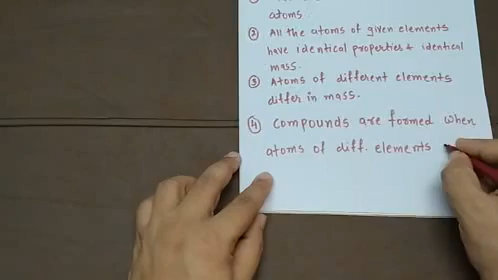 ①
atoms.
② All the atoms of given elements
have identical properties & identical
mass.
③ Atoms of different elements
differ in mass.
④ Compounds are formed when
atoms of diff. elements